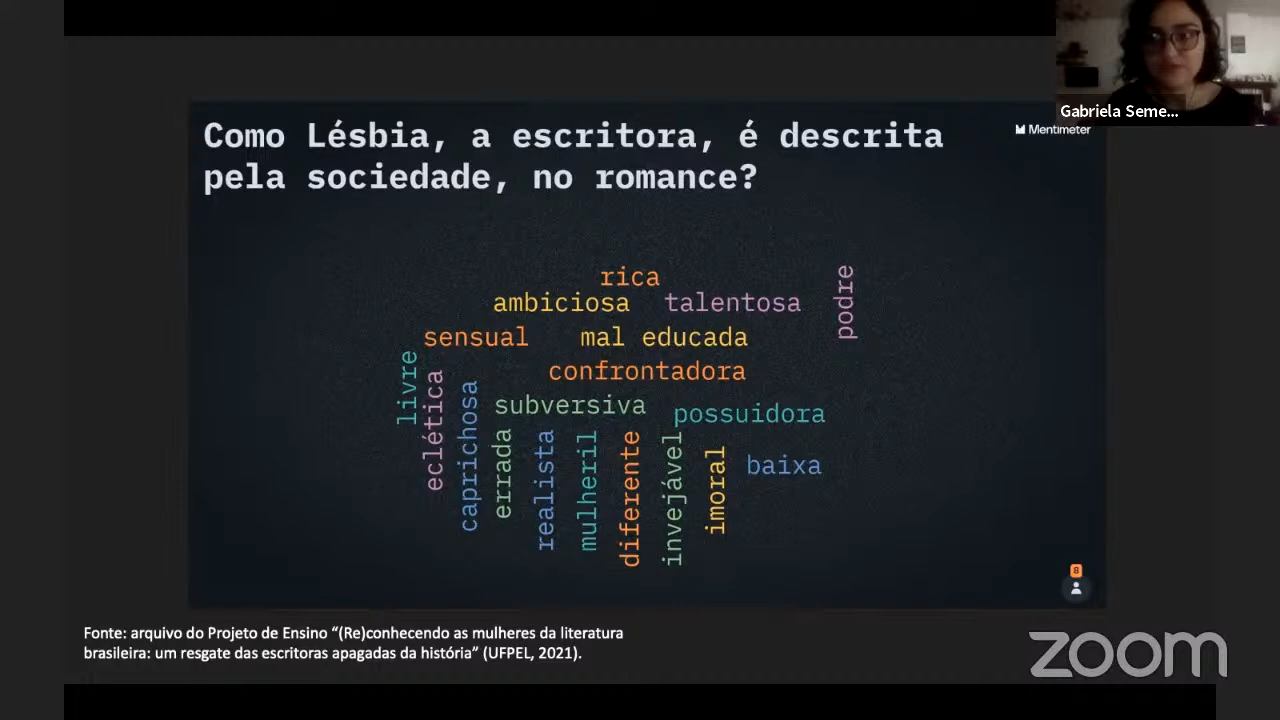 Gabriela Seme...
Como Lésbia, a escritora, é descrita
pela sociedade, no romance?
Mentimeter
rica
ambiciosa
talentosa
podre
sensual
mal educada
livre
eclética
caprichosa
confrontadora
subversiva
possuidora
errada
realista
mulheril
diferente
invejável
imoral
baixa
8
Fonte: arquivo do Projeto de Ensino “(Re)conhecendo as mulheres da literatura
brasileira: um resgate das escritoras apagadas da história” (UFPEL, 2021).
zoom